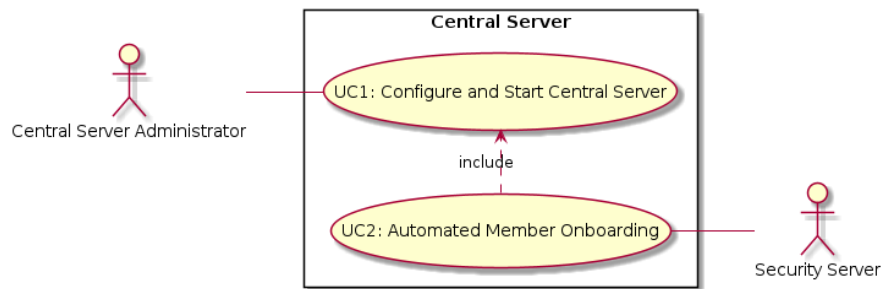 Central Server
UC1: Configure and Start Central Server
Central Server Administrator
include
UC2: Automated Member Onboarding
Security Server